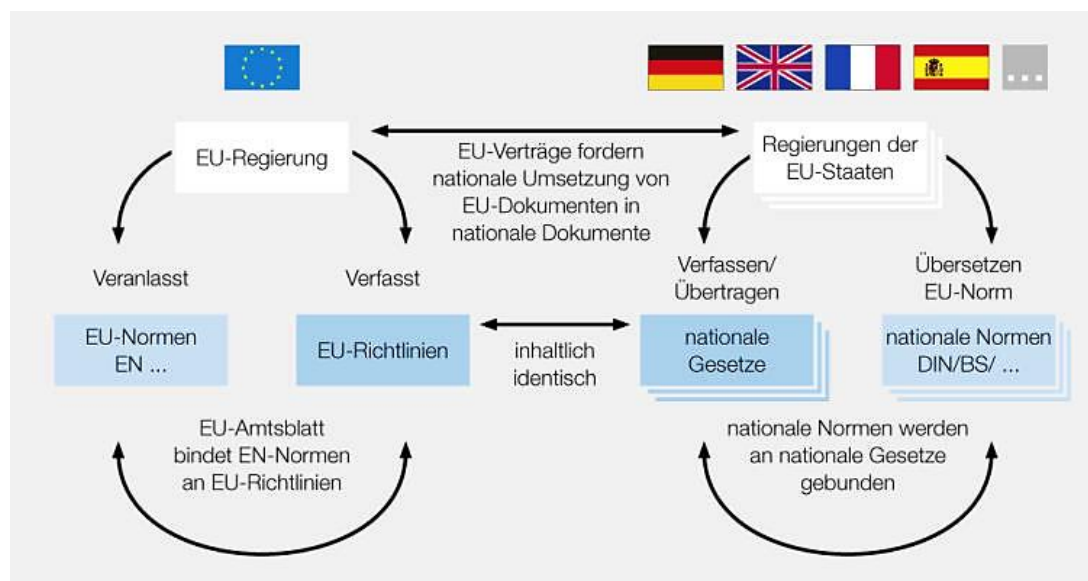 ...
EU-Regierung
EU-Verträge fordern
nationale Umsetzung von
EU-Dokumenten in
nationale Dokumente
Regierungen der
EU-Staaten
Veranlasst
Verfasst
Verfassen/
Übertragen
Übersetzen
EU-Norm
EU-Normen
EN ...
EU-Richtlinien
inhaltlich
identisch
nationale
Gesetze
nationale Normen
DIN/BS/ ...
EU-Amtsblatt
bindet EN-Normen
an EU-Richtlinien
nationale Normen werden
an nationale Gesetze
gebunden